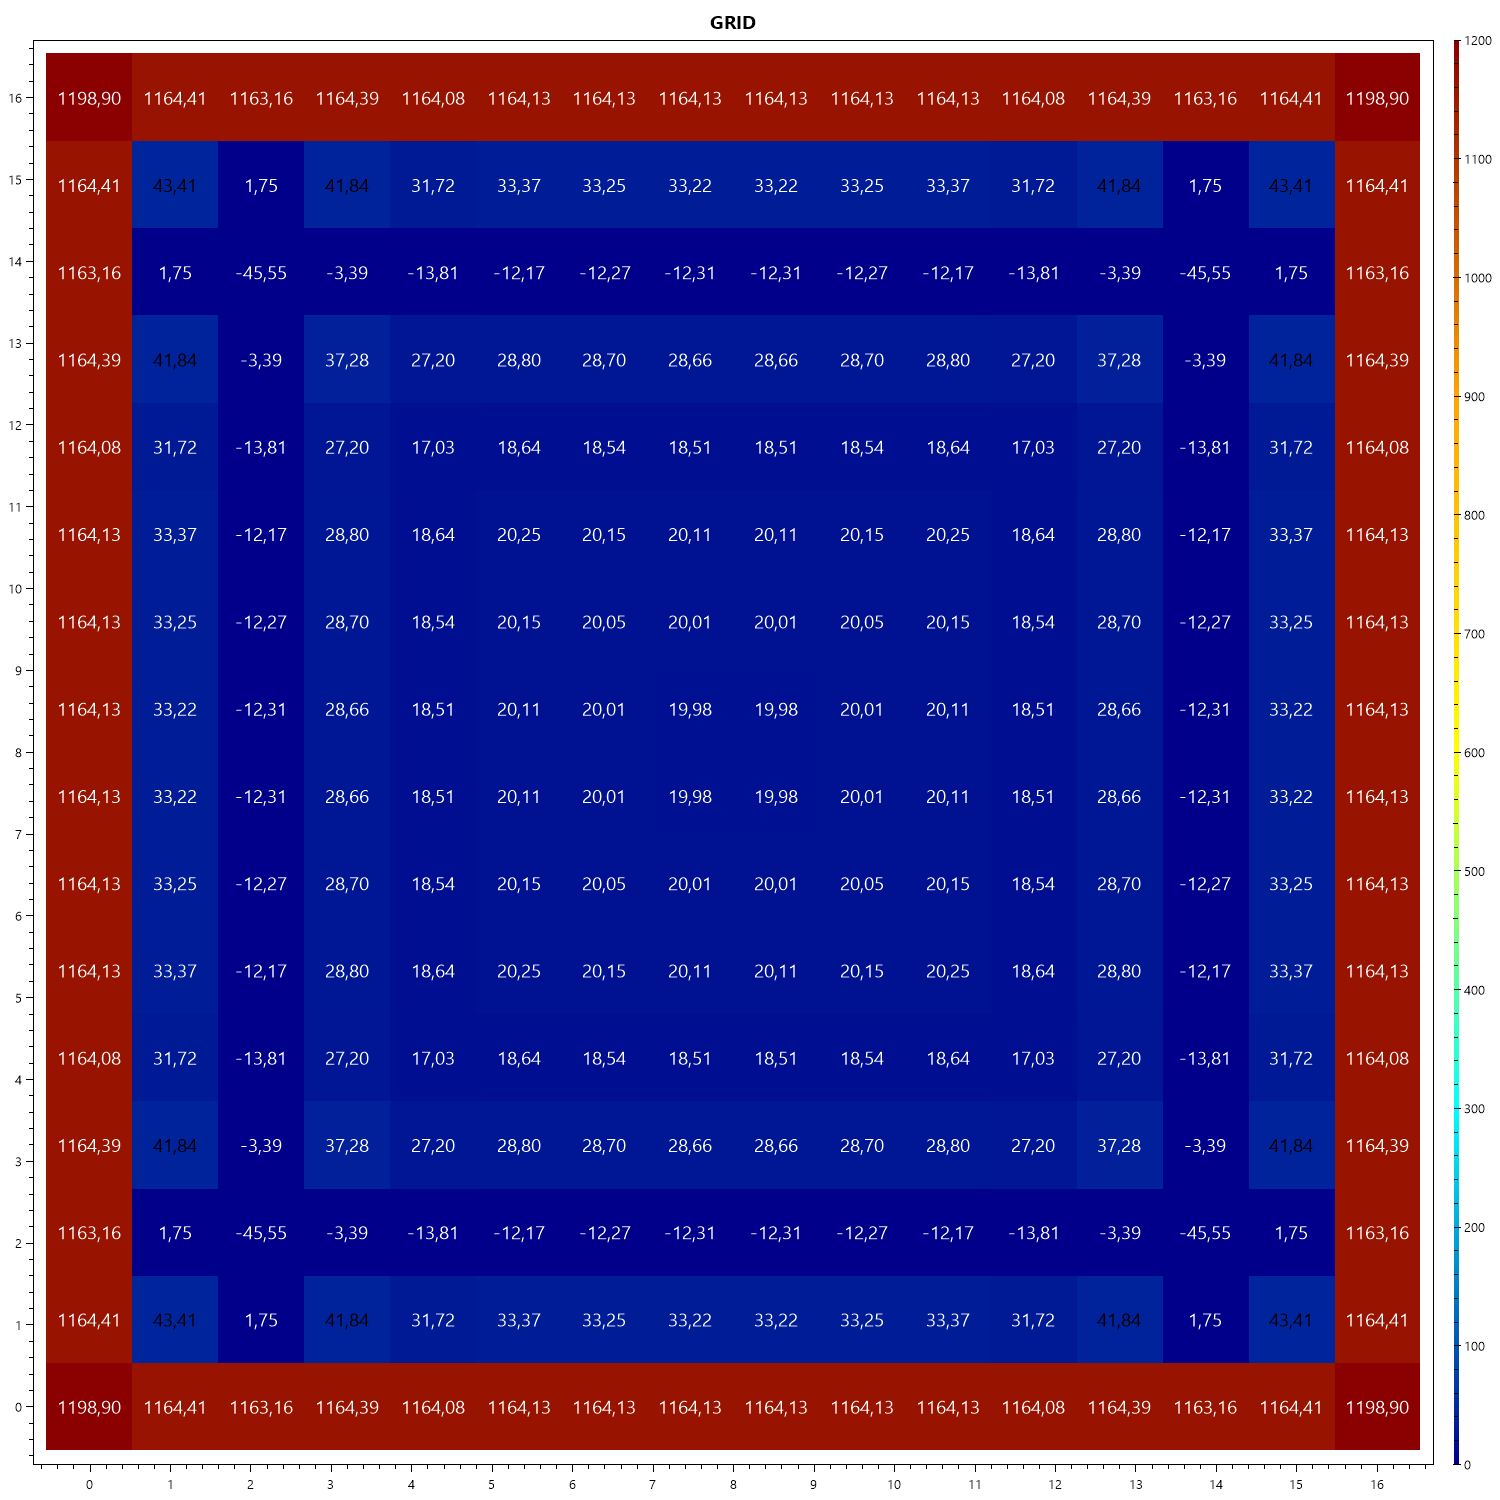 GRID
1200
16 1198,90 1164,41 1163,16 1164,39 1164,08 1164,13 1164,13 1164,13 1164,13 1164,13 1164,13 1164,08 1164,39 1163,16 1164,41 1198,90
1100
15 1164,41 43,41 1,75 41,84 31,72 33,37 33,25 33,22 33,22 33,25 33,37 31,72 41,84 1,75 43,41 1164,41
14 1163,16 1,75 -45,55 -3,39 -13,81 -12,17 -12,27 -12,31 -12,31 -12,27 -12,17 -13,81 -3,39 -45,55 1,75 1163,16
1000
13 1164,39 41,84 -3,39 37,28 27,20 28,80 28,70 28,66 28,66 28,70 28,80 27,20 37,28 -3,39 41,84 1164,39
900
12 1164,08 31,72 -13,81 27,20 17,03 18,64 18,54 18,51 18,51 18,54 18,64 17,03 27,20 -13,81 31,72 1164,08
11
800
1164,13 33,37 -12,17 28,80 18,64 20,25 20,15 20,11 20,11 20,15 20,25 18,64 28,80 -12,17 33,37 1164,13
10
1164,13 33,25 -12,27 28,70 18,54 20,15 20,05 20,01 20,01 20,05 20,15 18,54 28,70 -12,27 33,25 1164,13
700
9
1164,13 33,22 -12,31 28,66 18,51 20,11 20,01 19,98 19,98 20,01 20,11 18,51 28,66 -12,31 33,22 1164,13
8
600
1164,13 33,22 -12,31 28,66 18,51 20,11 20,01 19,98 19,98 20,01 20,11 18,51 28,66 -12,31 33,22 1164,13
7
500
1164,13 33,25 -12,27 28,70 18,54 20,15 20,05 20,01 20,01 20,05 20,15 18,54 28,70 -12,27 33,25 1164,13
6
1164,13 33,37 -12,17 28,80 18,64 20,25 20,15 20,11 20,11 20,15 20,25 18,64 28,80 -12,17 33,37 1164,13
400
5
1164,08 31,72 -13,81 27,20 17,03 18,64 18,54 18,51 18,51 18,54 18,64 17,03 27,20 -13,81 31,72 1164,08
4
300
1164,39 41,84 -3,39 37,28 27,20 28,80 28,70 28,66 28,66 28,70 28,80 27,20 37,28 -3,39 41,84 1164,39
3
200
1163,16 1,75 -45,55 -3,39 -13,81 -12,17 -12,27 -12,31 -12,31 -12,27 -12,17 -13,81 -3,39 -45,55 1,75 1163,16
2
1164,41 43,41 1,75 41,84 31,72 33,37 33,25 33,22 33,22 33,25 33,37 31,72 41,84 1,75 43,41 1164,41
1
100
0 1198,90 1164,41 1163,16 1164,39 1164,08 1164,13 1164,13 1164,13 1164,13 1164,13 1164,13 1164,08 1164,39 1163,16 1164,41 1198,90
0
0 1 2 3 4 5 6 7 8 9 10 11 12 13 14 15 16